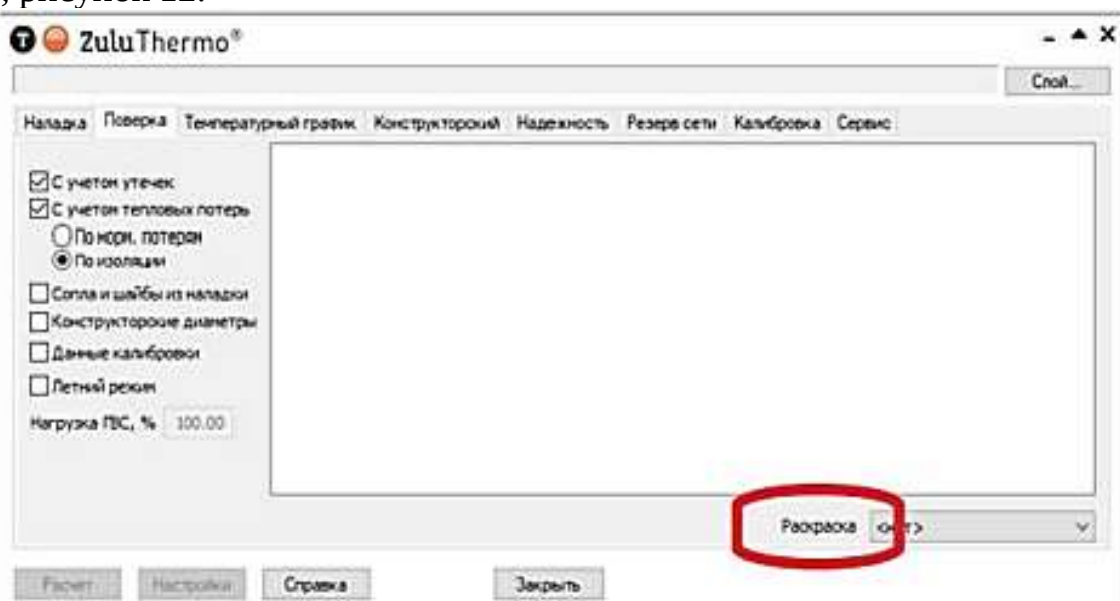 , рисунок 12.
ZuluThermo®
Слой...
Наладка Поверка Температурный график Конструкторский Надежность Резерв сети Калибровка Сервис
С учетом утечек
С учетом тепловых потерь
По норм. потерям
По изоляции
Сопла и шайбы из наладки
Конструкторские диаметры
Данные калибровки
Летний режим
Нагрузка ГВС, % 100.00
Раскраска <нет>
Расчет Настройки Справка Закрыть